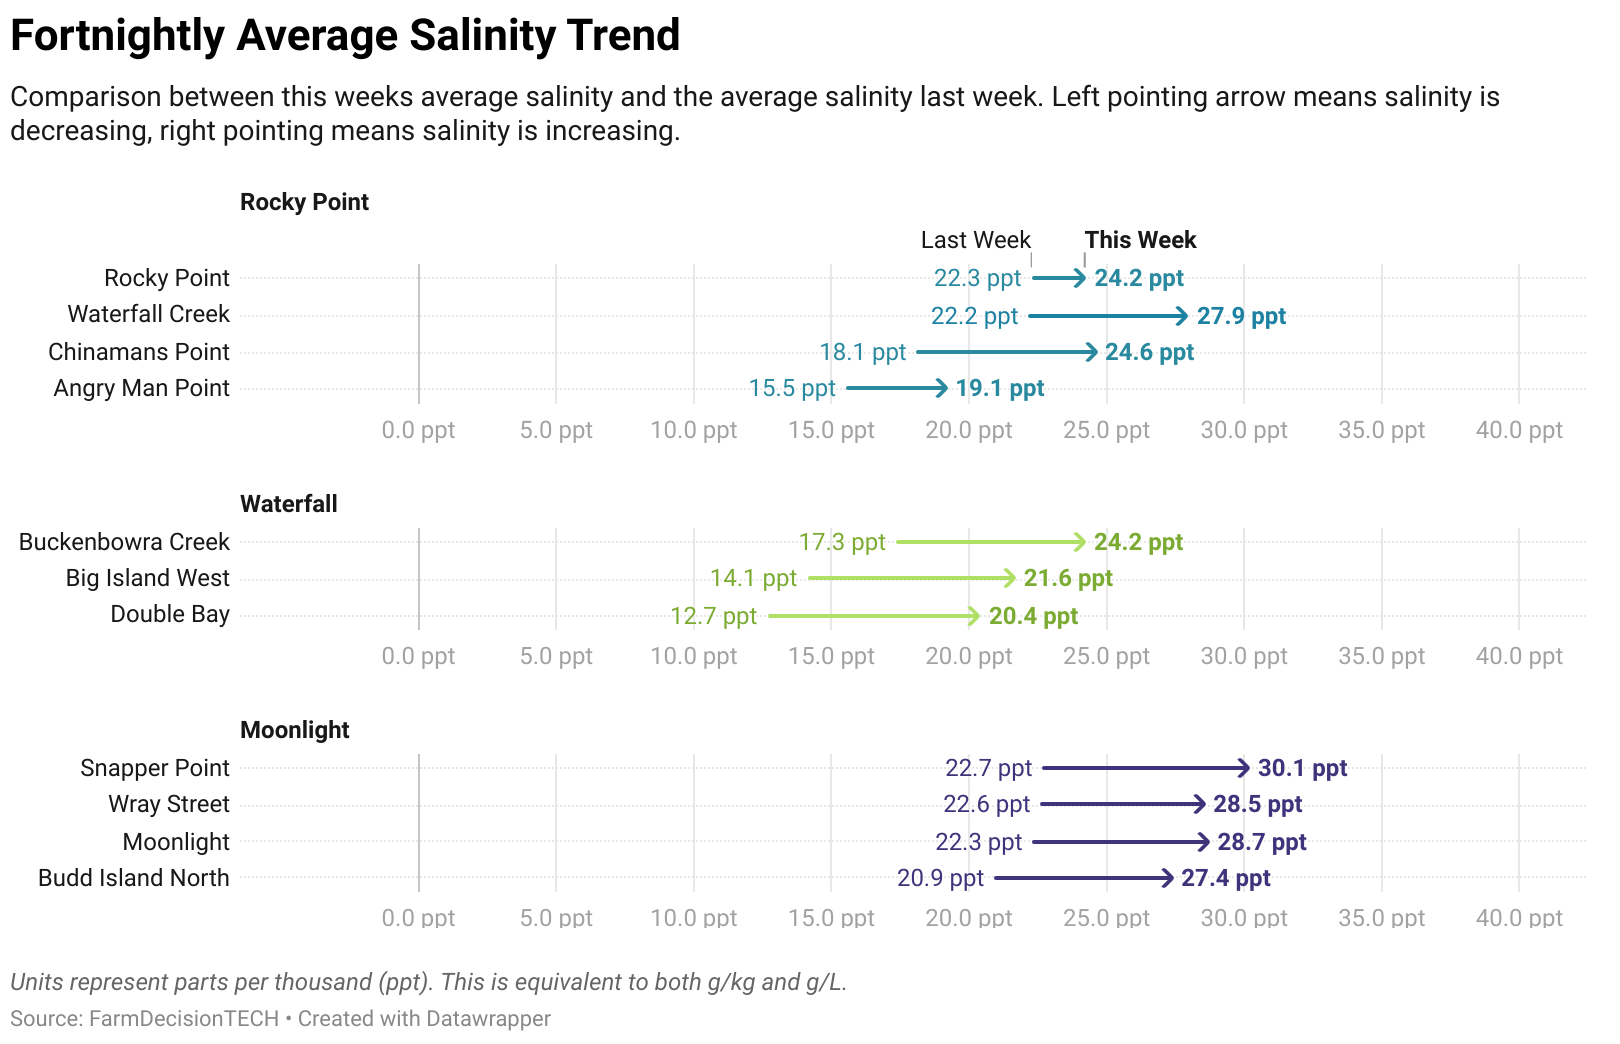 Fortnightly Average Salinity Trend
Comparison between this weeks average salinity and the average salinity last week. Left pointing arrow means salinity is
decreasing, right pointing means salinity is increasing.
Rocky Point
Last Week This Week
Rocky Point 22.3 ppt 24.2 ppt
Waterfall Creek 22.2 ppt 27.9 ppt
Chinamans Point 18.1 ppt 24.6 ppt
Angry Man Point 15.5 ppt 19.1 ppt
0.0 ppt 5.0 ppt 10.0 ppt 15.0 ppt 20.0 ppt 25.0 ppt 30.0 ppt 35.0 ppt 40.0 ppt
Waterfall
Buckenbowra Creek 17.3 ppt 24.2 ppt
Big Island West 14.1 ppt 21.6 ppt
Double Bay 12.7 ppt 20.4 ppt
0.0 ppt 5.0 ppt 10.0 ppt 15.0 ppt 20.0 ppt 25.0 ppt 30.0 ppt 35.0 ppt 40.0 ppt
Moonlight
Snapper Point 22.7 ppt 30.1 ppt
Wray Street 22.6 ppt 28.5 ppt
Moonlight 22.3 ppt 28.7 ppt
Budd Island North 20.9 ppt 27.4 ppt
0.0 ppt 5.0 ppt 10.0 ppt 15.0 ppt 20.0 ppt 25.0 ppt 30.0 ppt 35.0 ppt 40.0 ppt
Units represent parts per thousand (ppt). This is equivalent to both g/kg and g/L.
Source: FarmDecisionTECH • Created with Datawrapper